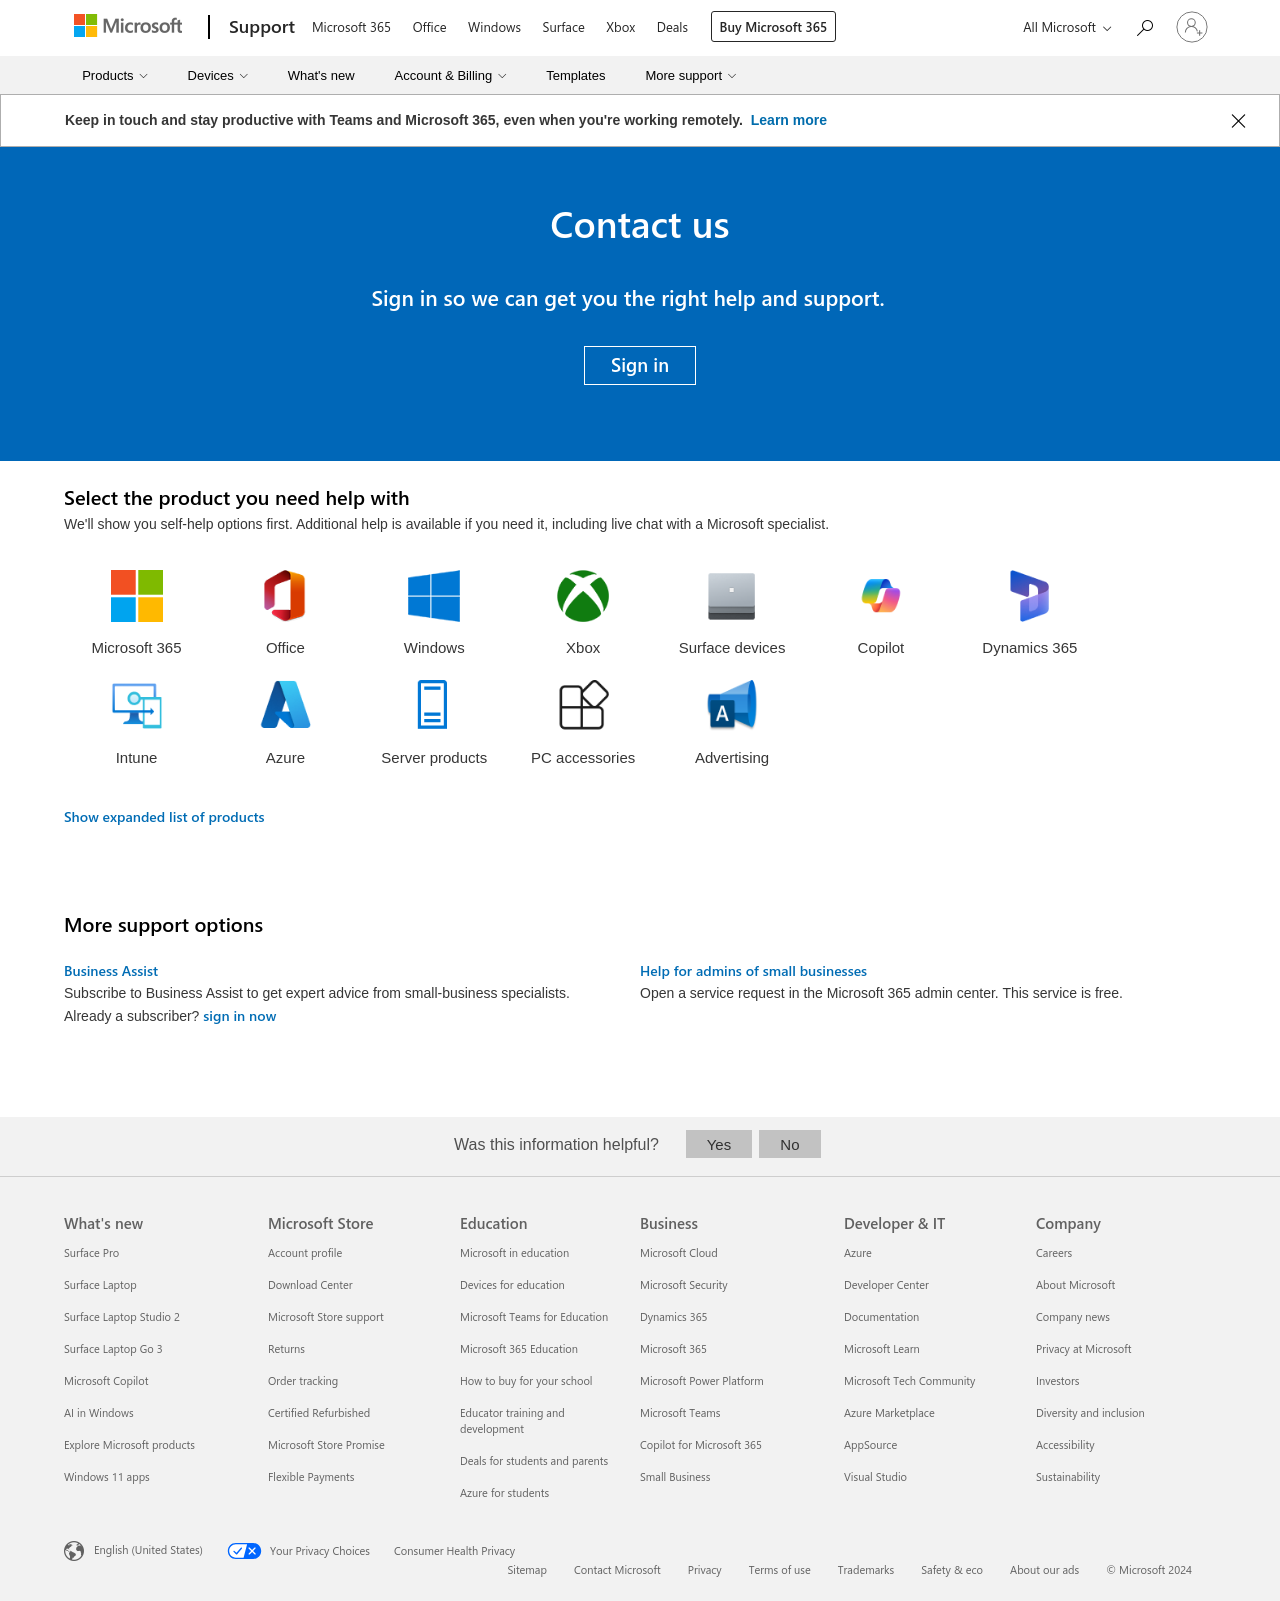 Microsoft
Support
Microsoft 365 Office Windows Surface Xbox Deals Buy Microsoft 365 All Microsoft
Products Devices What's new Account & Billing Templates More support
Keep in touch and stay productive with Teams and Microsoft 365, even when you're working remotely. Learn more
Contact us
Sign in so we can get you the right help and support.
Sign in
Select the product you need help with
We'll show you self-help options first. Additional help is available if you need it, including live chat with a Microsoft specialist.
Microsoft 365 Office Windows Xbox Surface devices Copilot Dynamics 365
A
Intune Azure Server products PC accessories Advertising
Show expanded list of products
More support options
Business Assist
Subscribe to Business Assist to get expert advice from small-business specialists.
Already a subscriber? sign in now
Help for admins of small businesses
Open a service request in the Microsoft 365 admin center. This service is free.
Was this information helpful? Yes No
What's new
Surface Pro
Surface Laptop
Surface Laptop Studio 2
Surface Laptop Go 3
Microsoft Copilot
AI in Windows
Explore Microsoft products
Windows 11 apps
Microsoft Store
Account profile
Download Center
Microsoft Store support
Returns
Order tracking
Certified Refurbished
Microsoft Store Promise
Flexible Payments
Education
Microsoft in education
Devices for education
Microsoft Teams for Education
Microsoft 365 Education
How to buy for your school
Educator training and
development
Deals for students and parents
Azure for students
Business
Microsoft Cloud
Microsoft Security
Dynamics 365
Microsoft 365
Microsoft Power Platform
Microsoft Teams
Copilot for Microsoft 365
Small Business
Developer & IT
Azure
Developer Center
Documentation
Microsoft Learn
Microsoft Tech Community
Azure Marketplace
AppSource
Visual Studio
Company
Careers
About Microsoft
Company news
Privacy at Microsoft
Investors
Diversity and inclusion
Accessibility
Sustainability
English (United States) Your Privacy Choices Consumer Health Privacy
Sitemap Contact Microsoft Privacy Terms of use Trademarks Safety & eco About our ads © Microsoft 2024